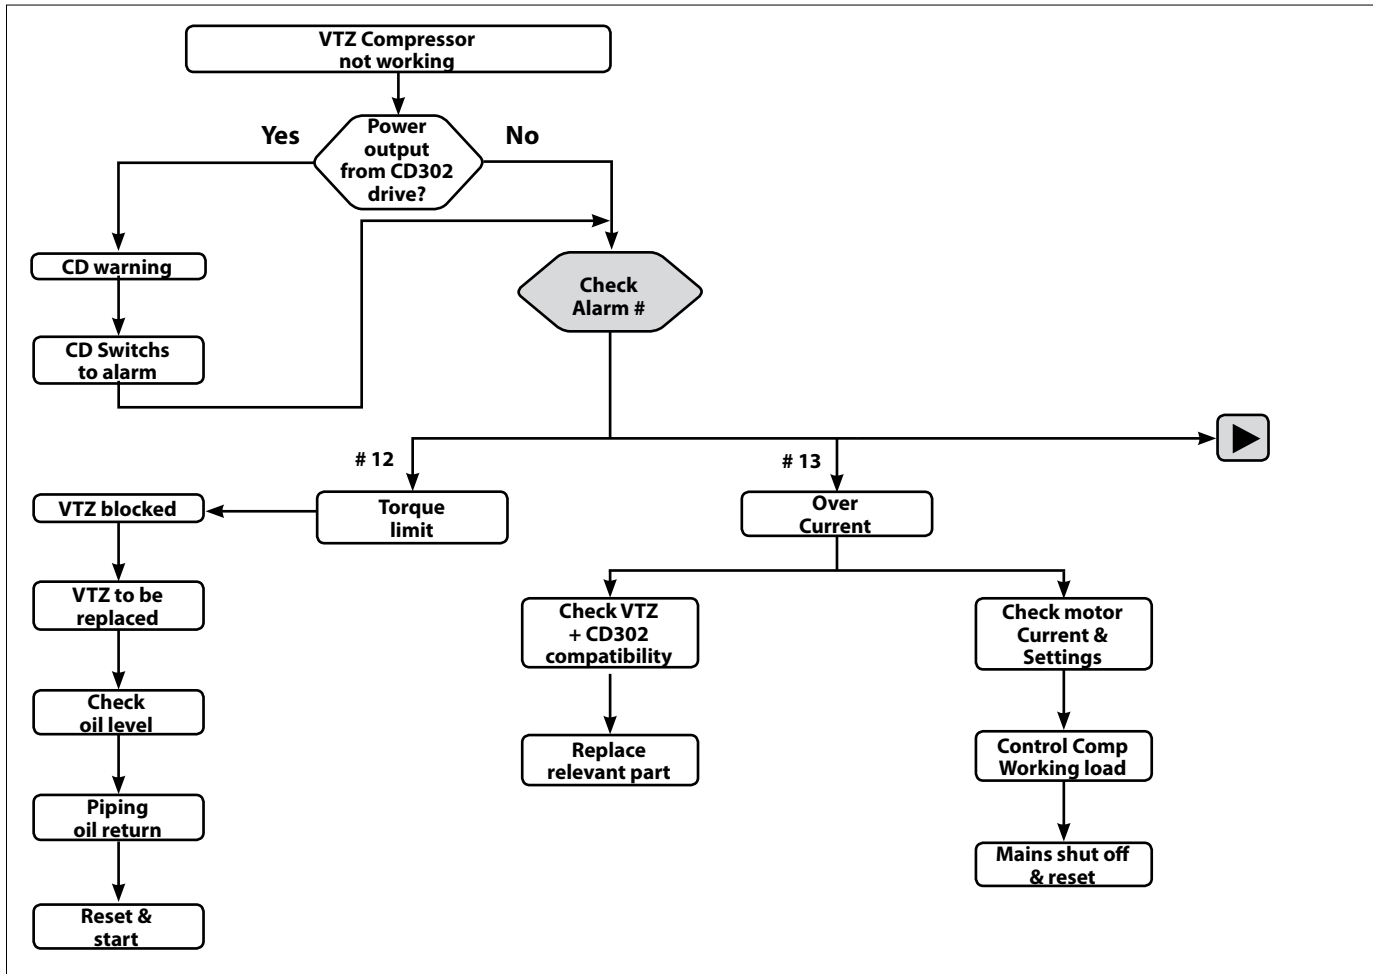 VTZ Compressor
not working
Yes
Power
output
from CD302
drive?
No
CD warning
CD Switchs
to alarm
Check
Alarm #
# 12
# 13
VTZ blocked
Torque
limit
Over
Current
VTZ to be
replaced
Check VTZ
+ CD302
compatibility
Check motor
Current &
Settings
Check
oil level
Replace
relevant part
Control Comp
Working load
Piping
oil return
Mains shut off
& reset
Reset &
start